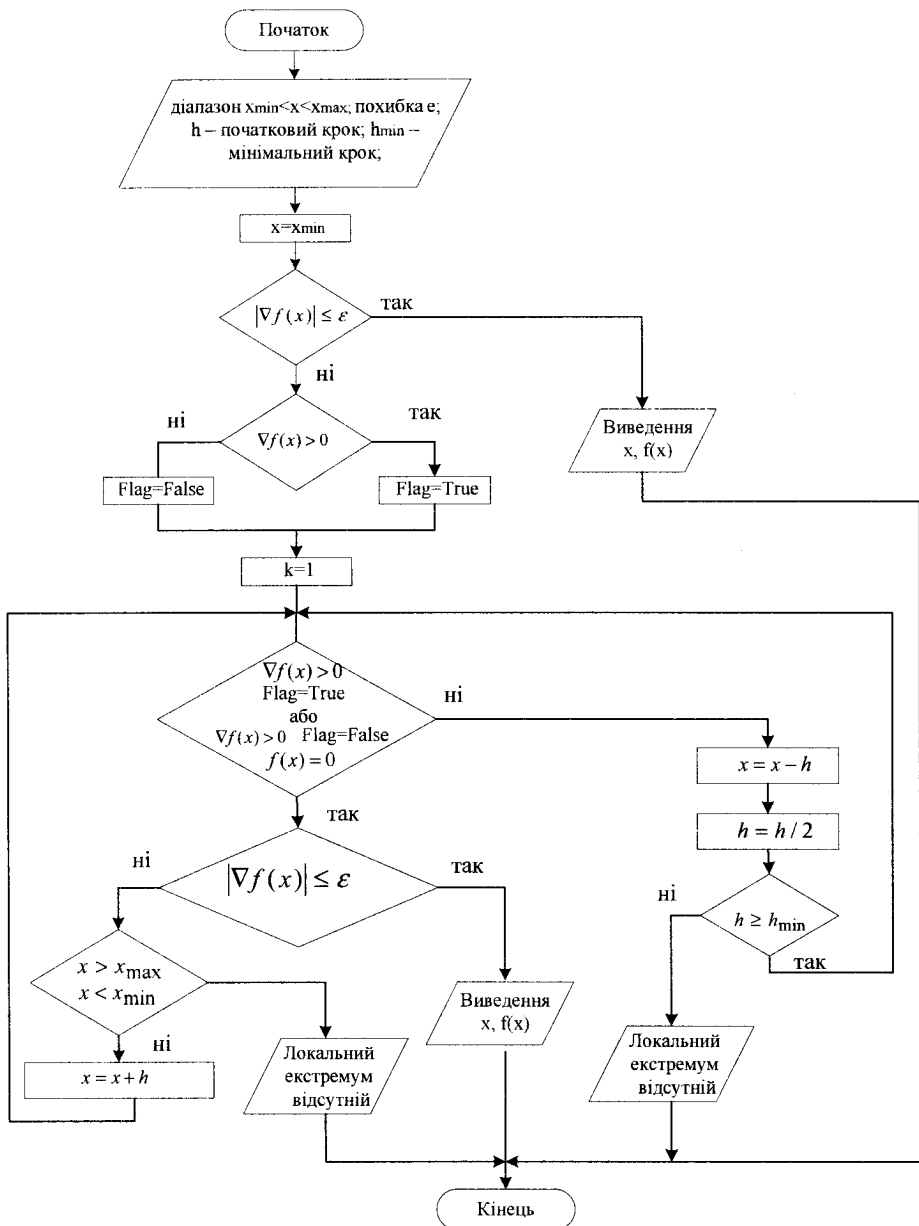 Початок
діапазон xmin<x<xmax; похибка e;
h – початковий крок; hmin –
мінімальний крок;
x=xmin
|∇f(x)| ≤ ε
так
ні
∇f(x) > 0
ні
так
Flag=False
Flag=True
Виведення
x, f(x)
k=1
∇f(x) > 0
Flag=True
або
∇f(x) > 0 Flag=False
f(x) = 0
ні
так
x = x − h
h = h / 2
h ≥ hmin
ні
так
|∇f(x)| ≤ ε
ні
так
x > xmax
x < xmin
ні
x = x + h
Локальний
екстремум
відсутній
Виведення
x, f(x)
Локальний
екстремум
відсутній
Кінець